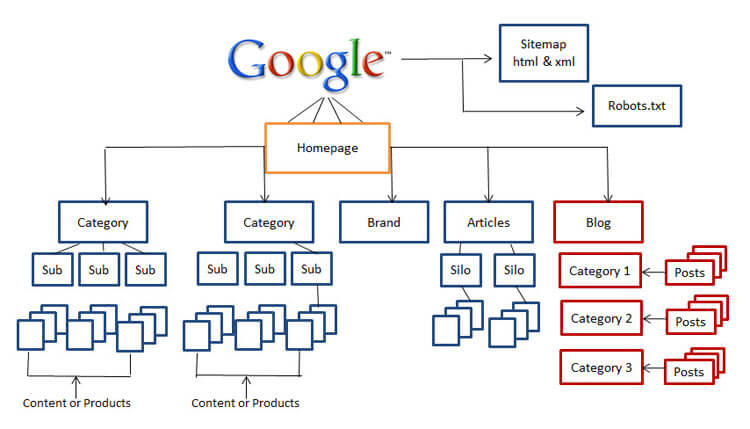 Google™
Sitemap
html & xml
Robots.txt
Homepage
Category
Category
Brand
Articles
Blog
Sub
Sub
Sub
Sub
Sub
Sub
Silo
Silo
Category 1
Posts
Category 2
Posts
Category 3
Posts
Content or Products
Content or Products